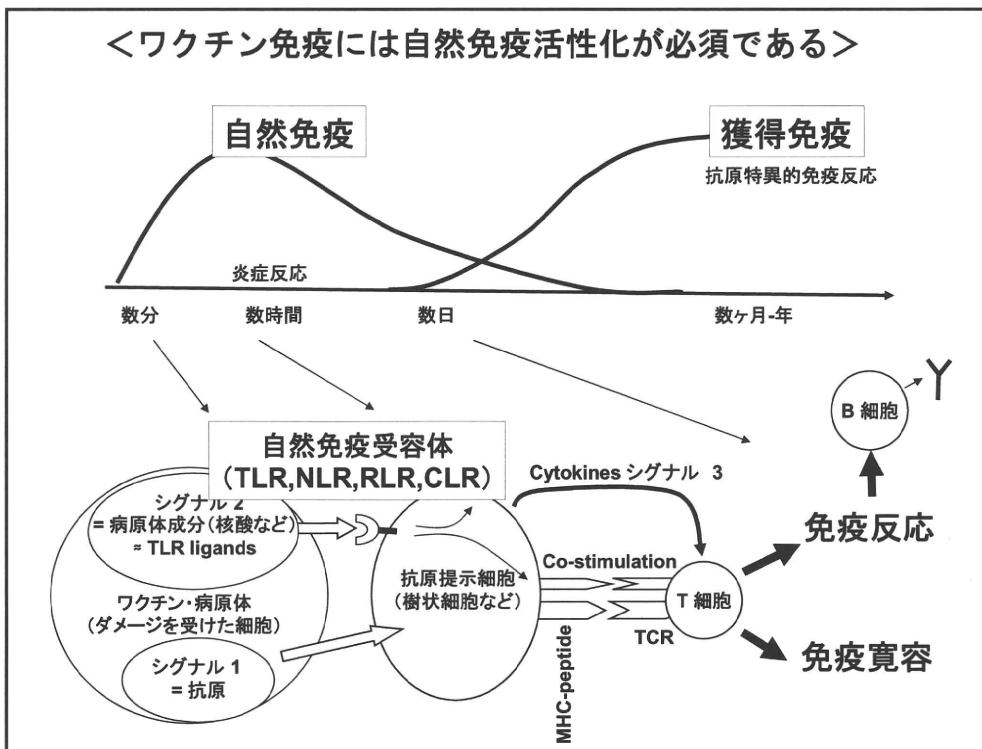 ＜ワクチン免疫には自然免疫活性化が必須である＞
自然免疫
獲得免疫
抗原特異的免疫反応
炎症反応
数分
数時間
数日
数ヶ月-年
B 細胞
自然免疫受容体
（TLR,NLR,RLR,CLR）
Cytokines シグナル 3
シグナル 2
= 病原体成分（核酸など）
≈ TLR ligands
免疫反応
Co-stimulation
抗原提示細胞
（樹状細胞など）
T 細胞
ワクチン・病原体
（ダメージを受けた細胞）
TCR
シグナル 1
= 抗原
MHC-peptide
免疫寛容